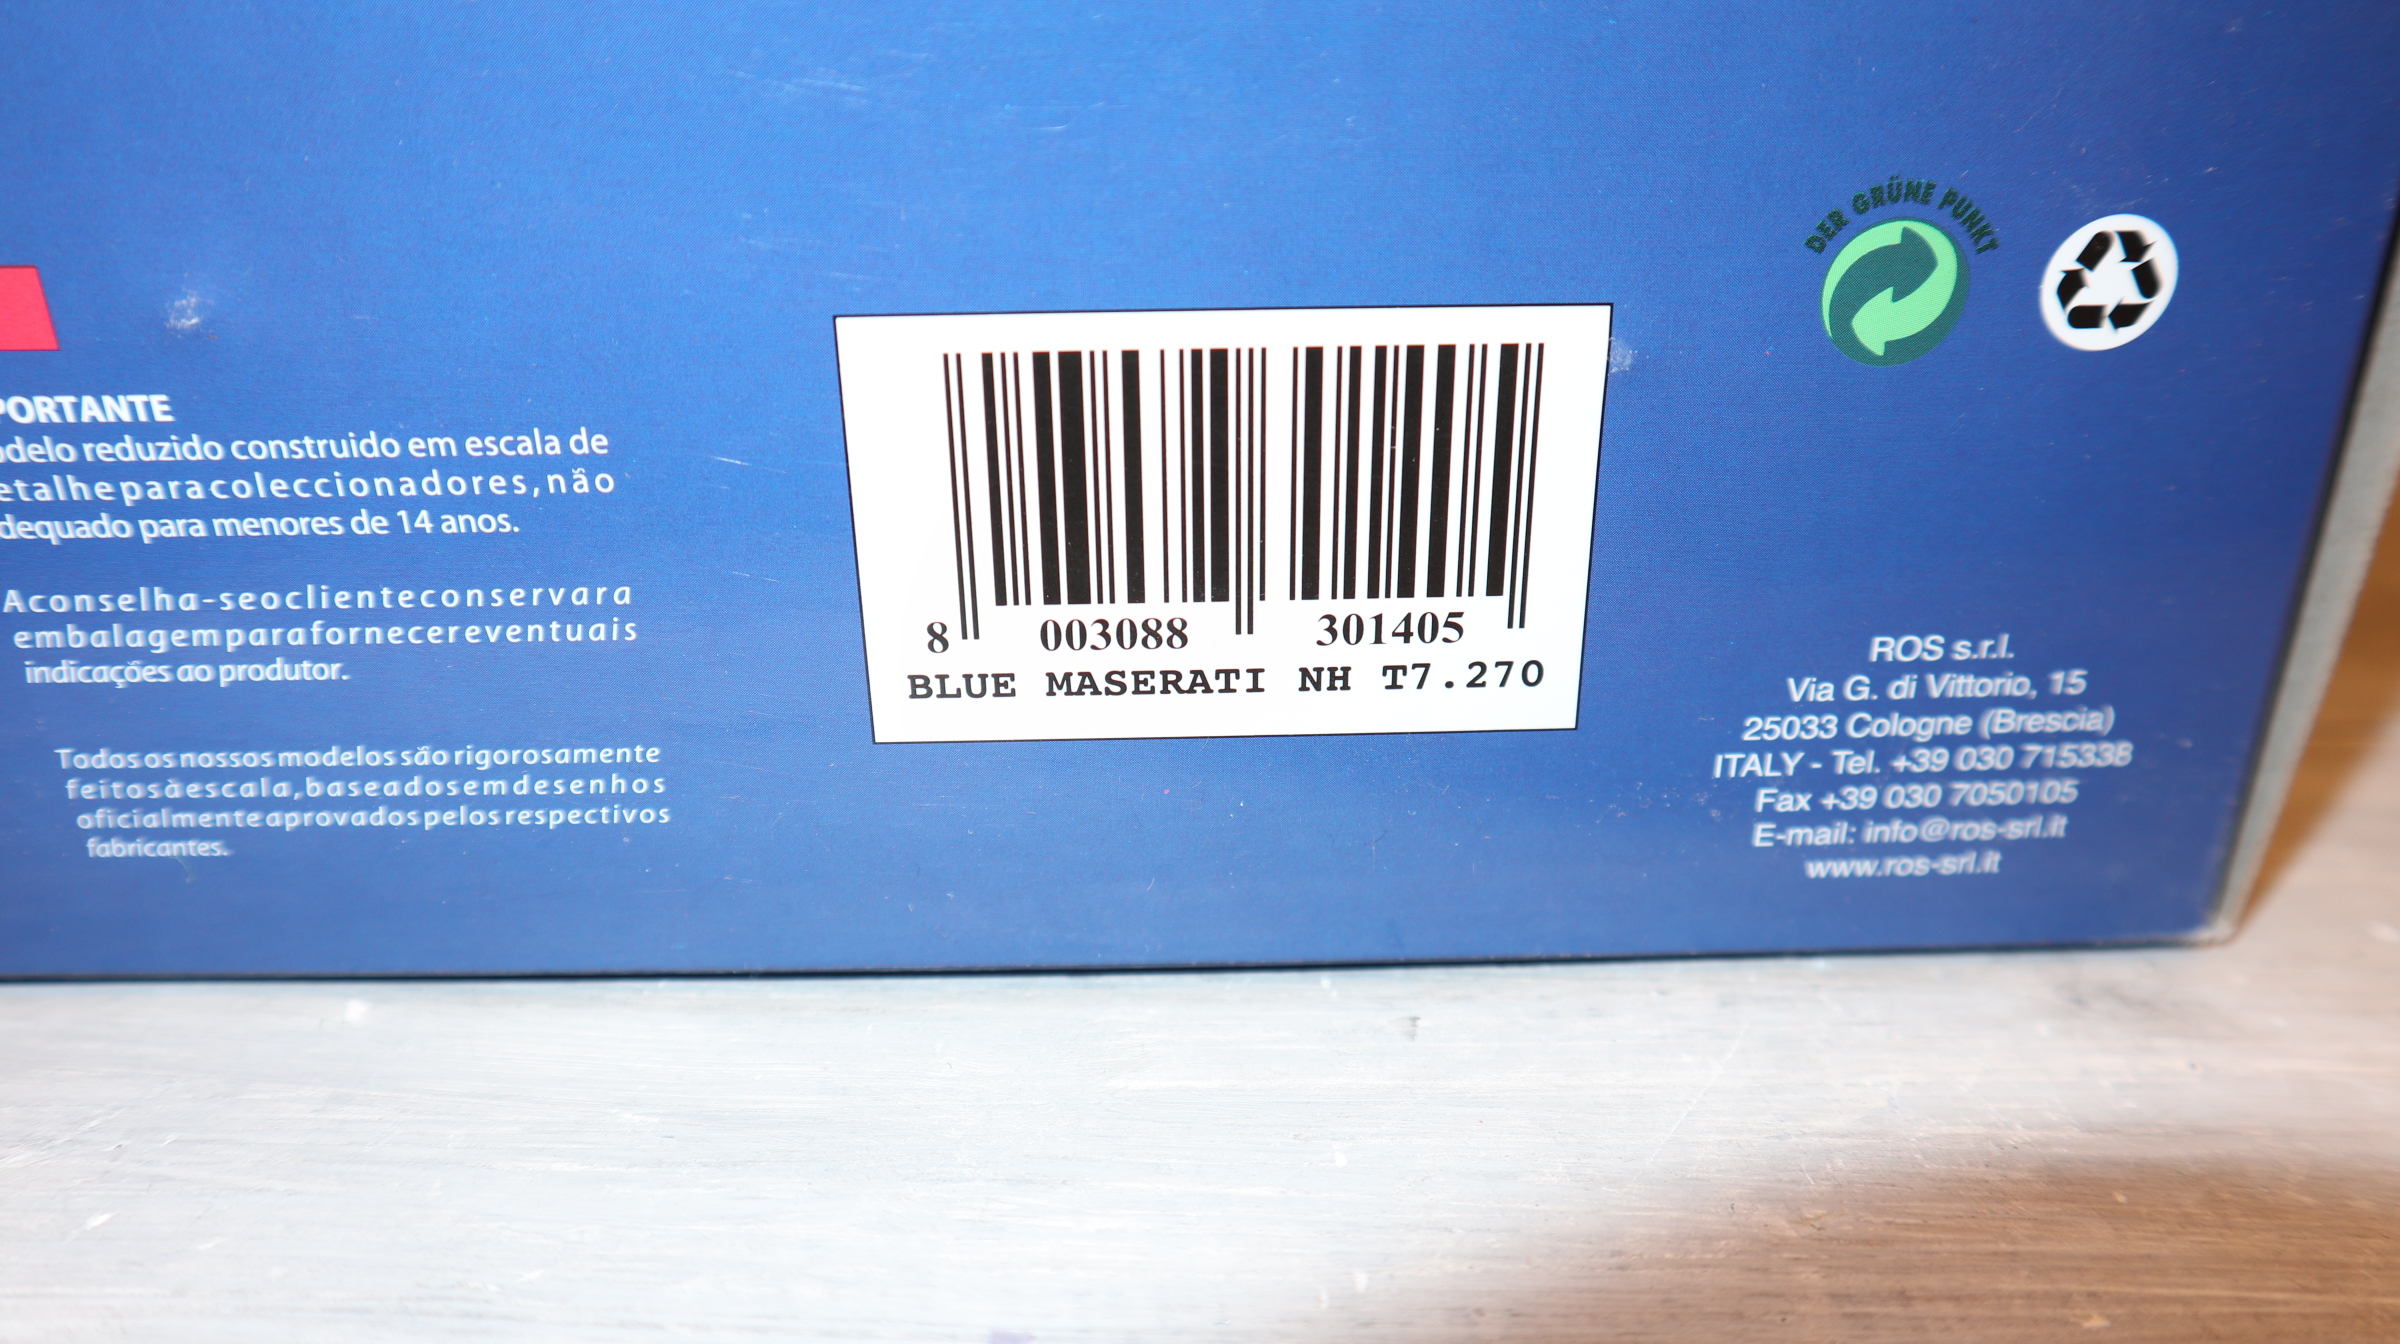 PORTANTE
delo reduzido construido em escala de
etalhe para coleccionadores, não
dequado para menores de 14 anos.
Aconselha-se o cliente conservar a
embalagem para fornecer eventuais
indicações ao produtor.
Todos os nossos modelos são rigorosamente
feitos à escala, baseados em desenhos
oficialmente aprovados pelos respectivos
fabricantes.
8 003088 301405
BLUE MASERATI NH T7.270
DER GRÜNE PUNKT
ROS s.r.l.
Via G. di Vittorio, 15
25033 Cologne (Brescia)
ITALY - Tel. +39 030 715338
Fax +39 030 7050105
E-mail: info@ros-srl.it
www.ros-srl.it